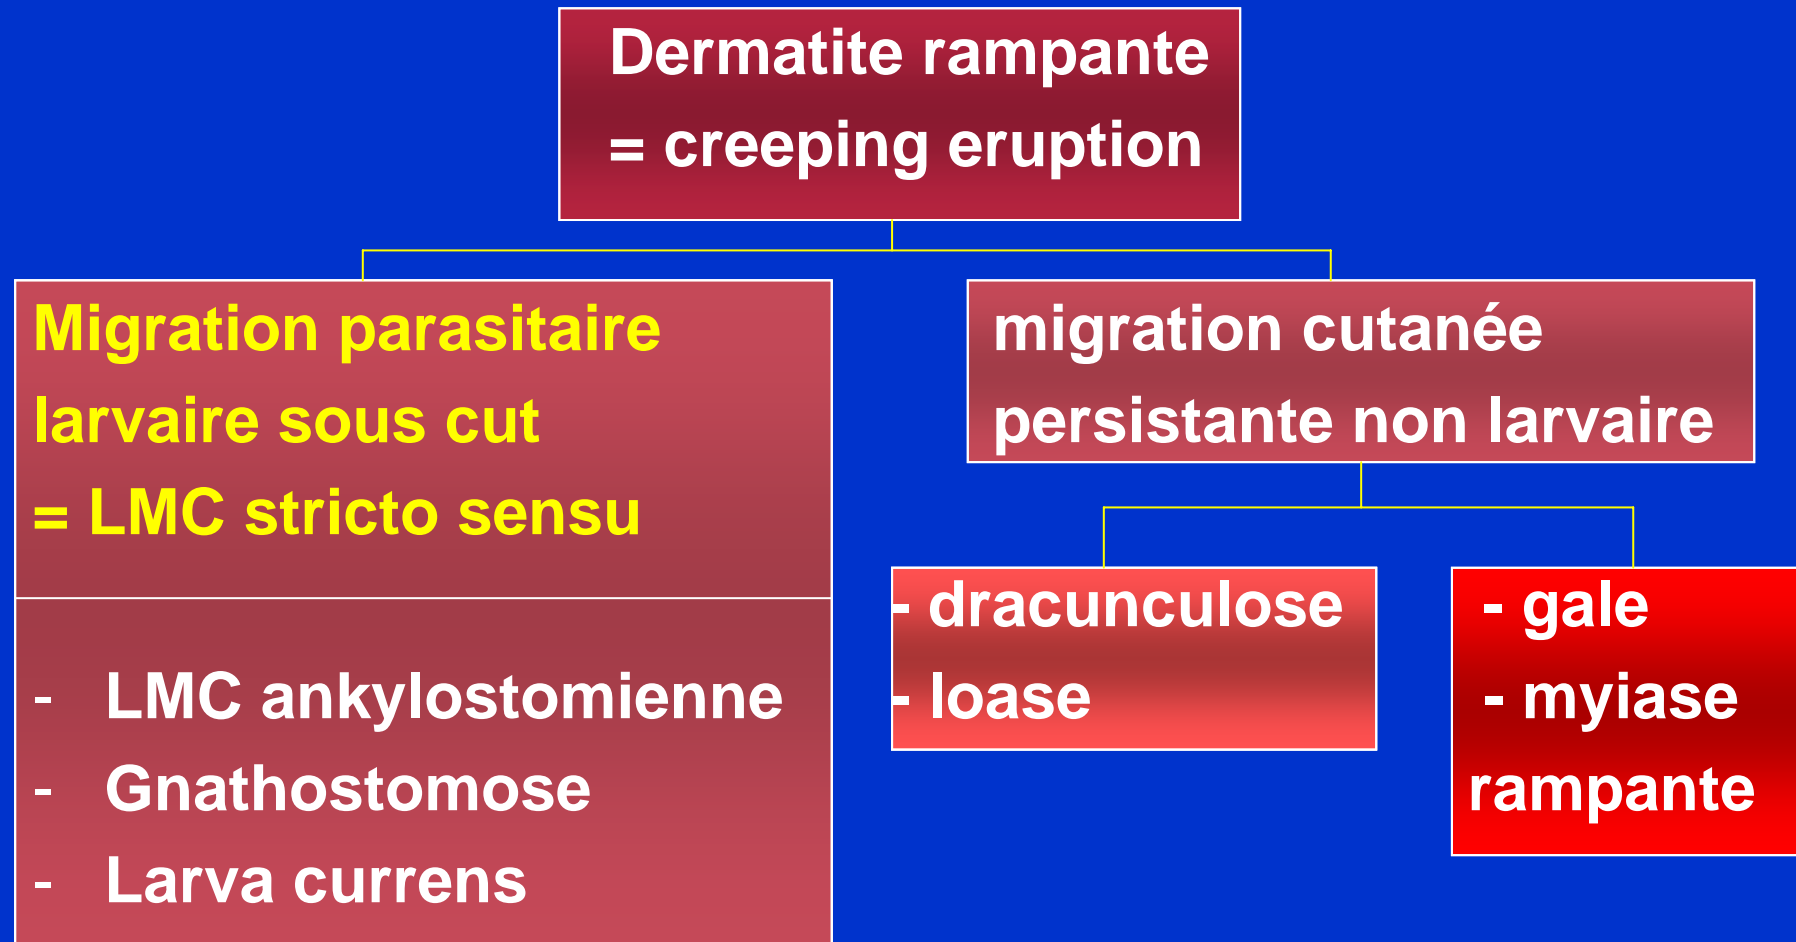 Dermatite rampante
= creeping eruption
Migration parasitaire
larvaire sous cut
= LMC stricto sensu
- LMC ankylostomienne
- Gnathostomose
- Larva currens
migration cutanée
persistante non larvaire
- dracunculose
- loase
- gale
- myiase
rampante